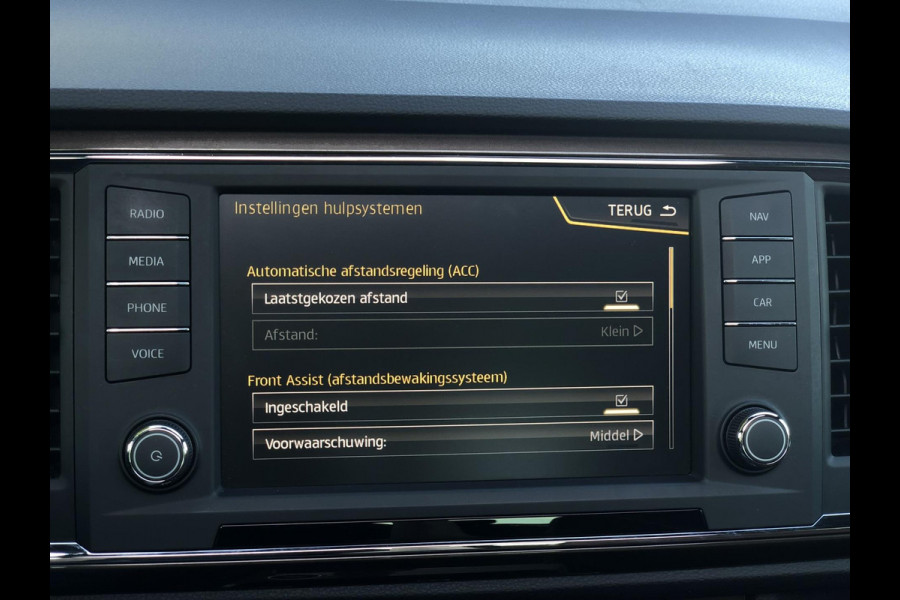 RADIO
MEDIA
PHONE
VOICE
Instellingen hulpsystemen
TERUG
Automatische afstandsregeling (ACC)
Laatstgekozen afstand
Afstand: Klein
Front Assist (afstandsbewakingssysteem)
Ingeschakeld
Voorwaarschuwing: Middel
NAV
APP
CAR
MENU